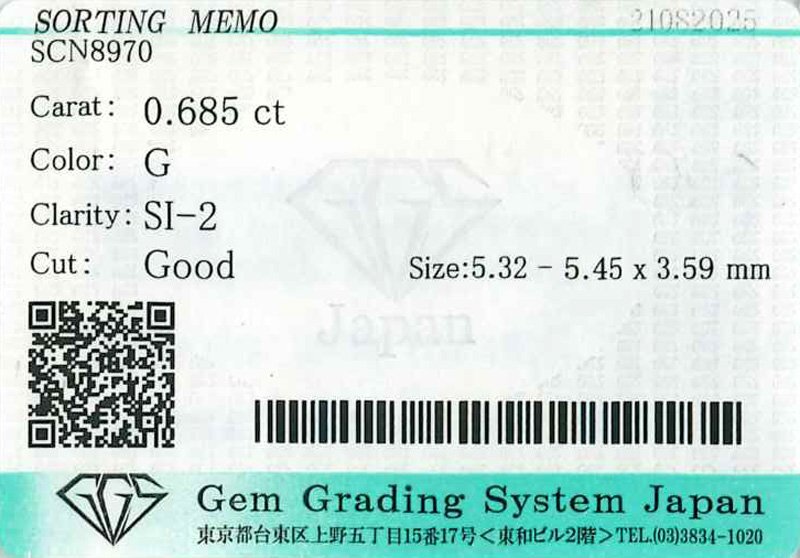 SORTING MEMO
21082025
SCN8970
Carat: 0.685 ct
Color: G
Clarity: SI-2
Cut: Good
Size:5.32 - 5.45 x 3.59 mm
GGS
Japan
GGS
Gem Grading System Japan
東京都台東区上野五丁目15番17号<東和ビル2階>TEL.(03)3834-1020